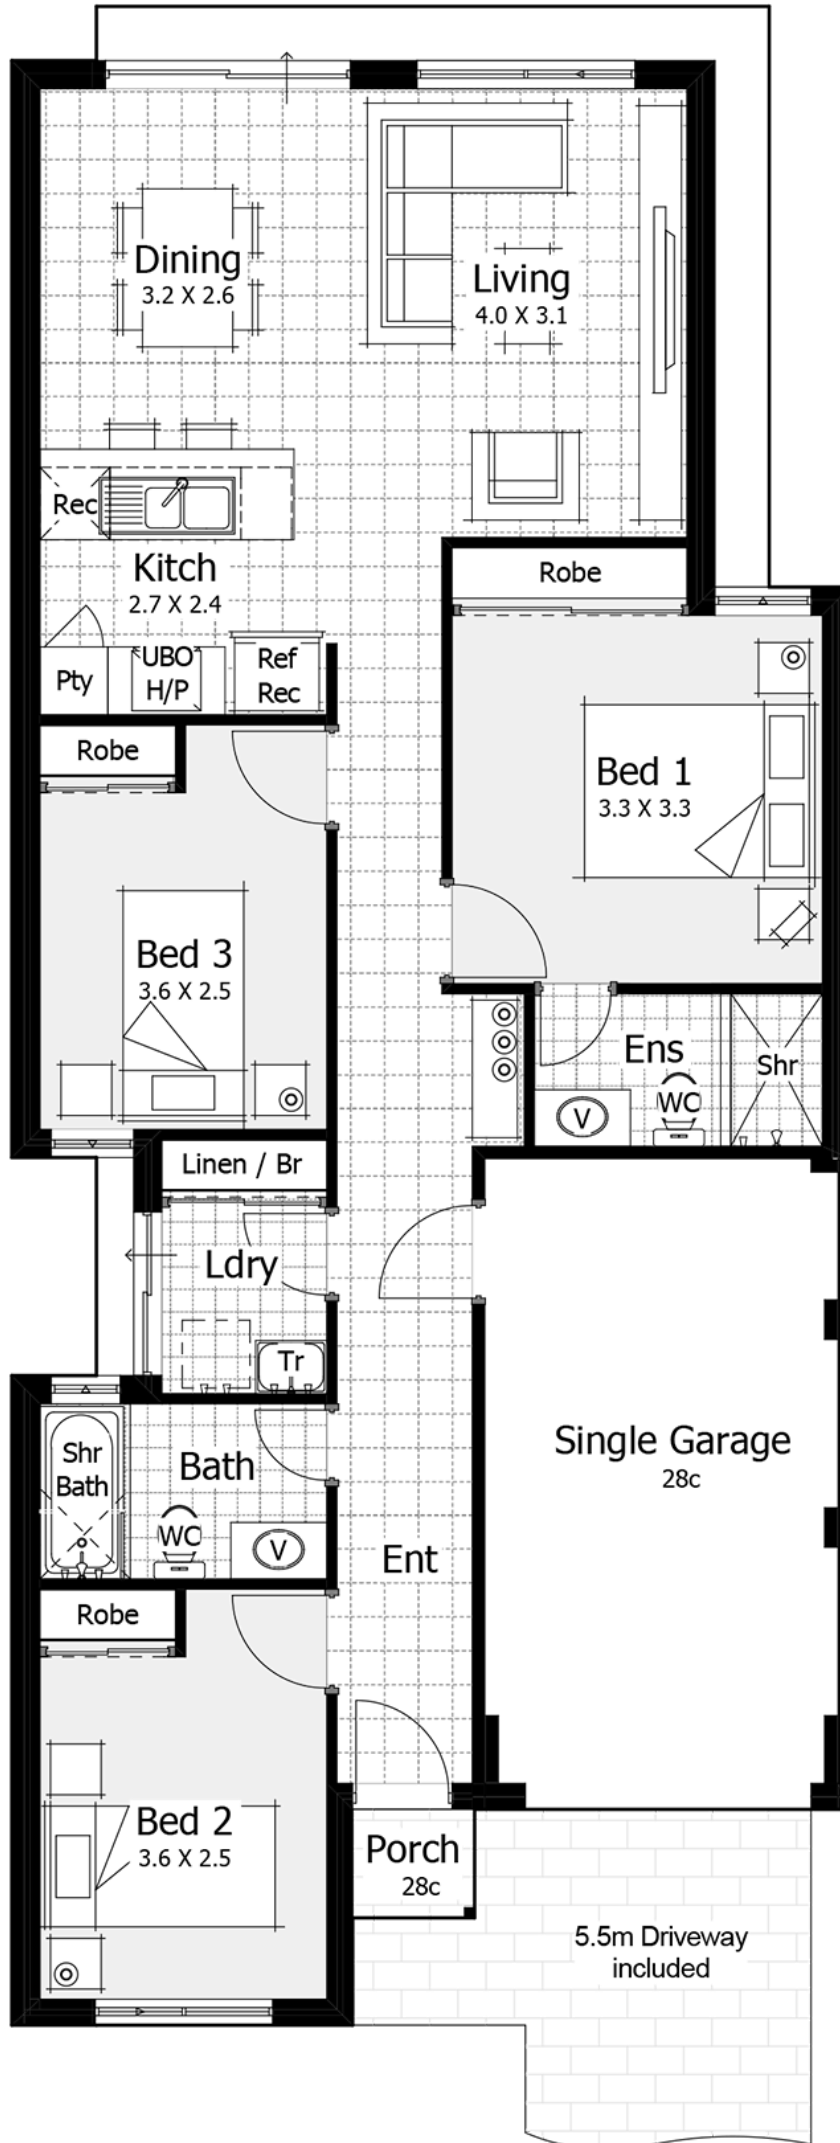 Dining
3.2 X 2.6
Living
4.0 X 3.1
Rec
Kitch
2.7 X 2.4
Robe
Pty
UBO
H/P
Ref
Rec
Robe
Bed 1
3.3 X 3.3
Bed 3
3.6 X 2.5
Ens
Shr
V
WC
Linen / Br
Ldry
Tr
Shr
Bath
Bath
WC
V
Single Garage
28c
Ent
Robe
Bed 2
3.6 X 2.5
Porch
28c
5.5m Driveway
included